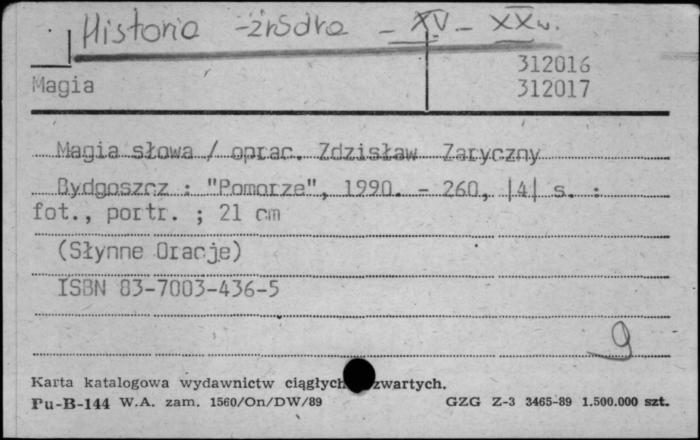 Historia -źródła - XV - XX w.
312016
Magia 312017
Magia słowa / oprac. Zdzisław Zaryczny
Bydgoszcz : "Pomorze", 1990. - 260, |4| s. :
fot., portr. ; 21 cm
(Słynne Oracje)
ISBN 83-7003-436-5
9
Karta katalogowa wydawnictw ciągłych zwartych.
Pu-B-144 W.A. zam. 1560/On/DW/89 GZG Z-3 3465-89 1.500.000 szt.